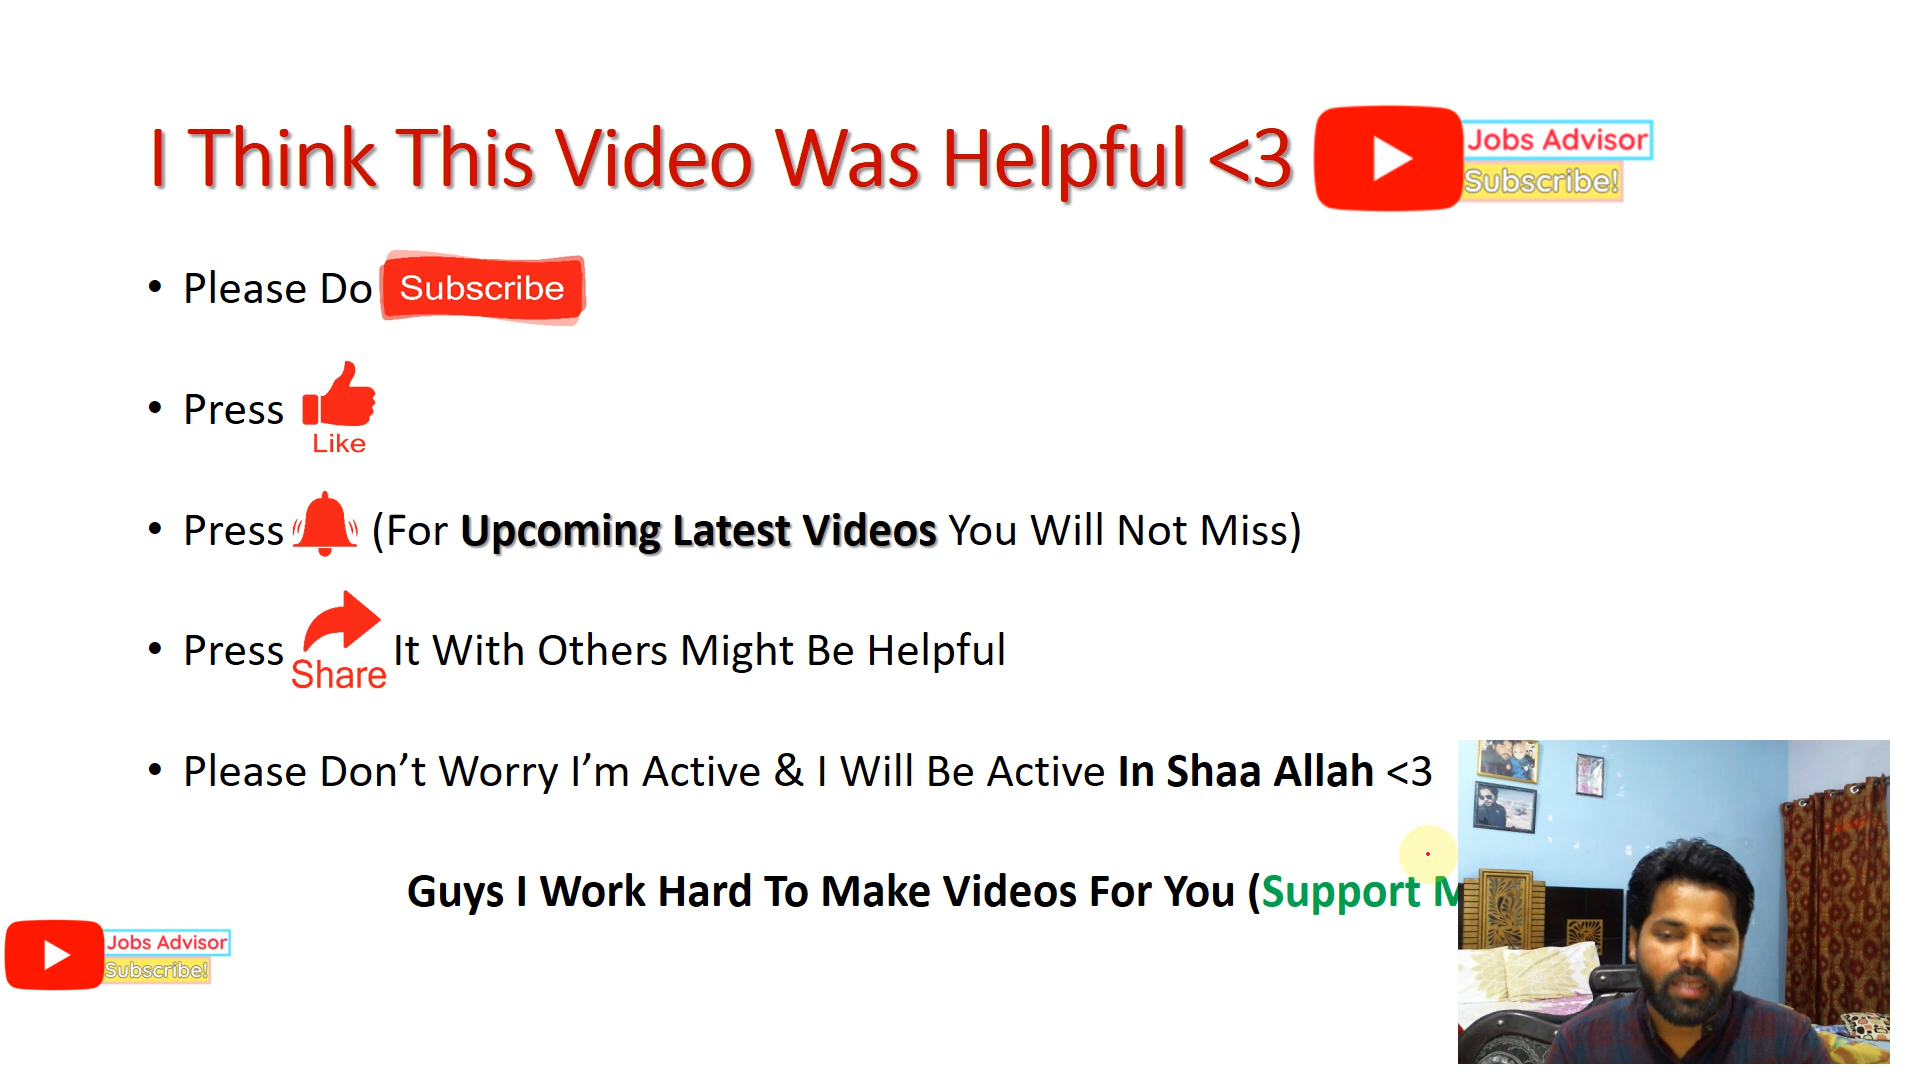 I Think This Video Was Helpful <3
Jobs Advisor
Subscribe!
• Please Do Subscribe
• Press
Like
• Press (For Upcoming Latest Videos You Will Not Miss)
• Press It With Others Might Be Helpful
Share
• Please Don’t Worry I’m Active & I Will Be Active In Shaa Allah <3
Guys I Work Hard To Make Videos For You (Support
Jobs Advisor
Subscribe!